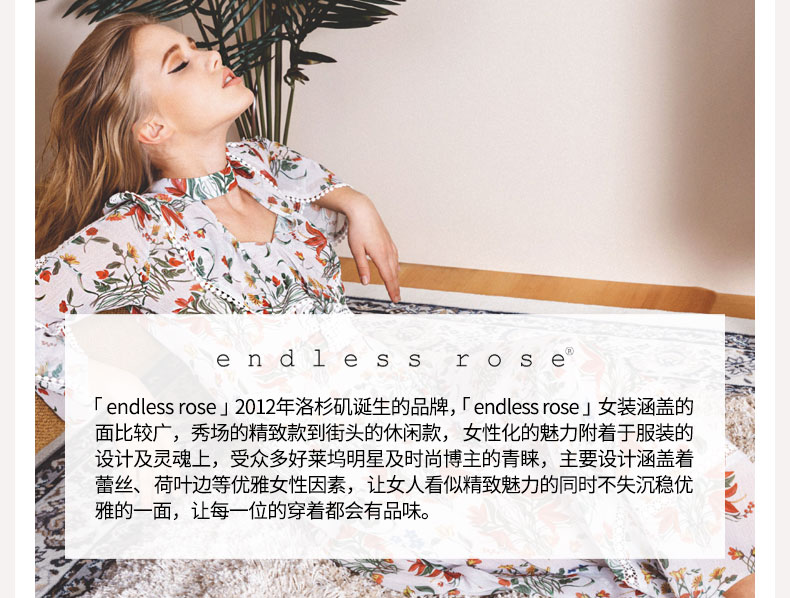 endless rose®
「endless rose」2012年洛杉矶诞生的品牌，「endless rose」女装涵盖的
面比较广，秀场的精致款到街头的休闲款，女性化的魅力附着于服装的
设计及灵魂上，受众多好莱坞明星及时尚博主的青睐，主要设计涵盖着
蕾丝、荷叶边等优雅女性因素，让女人看似精致魅力的同时不失沉稳优
雅的一面，让每一位的穿着都会有品味。